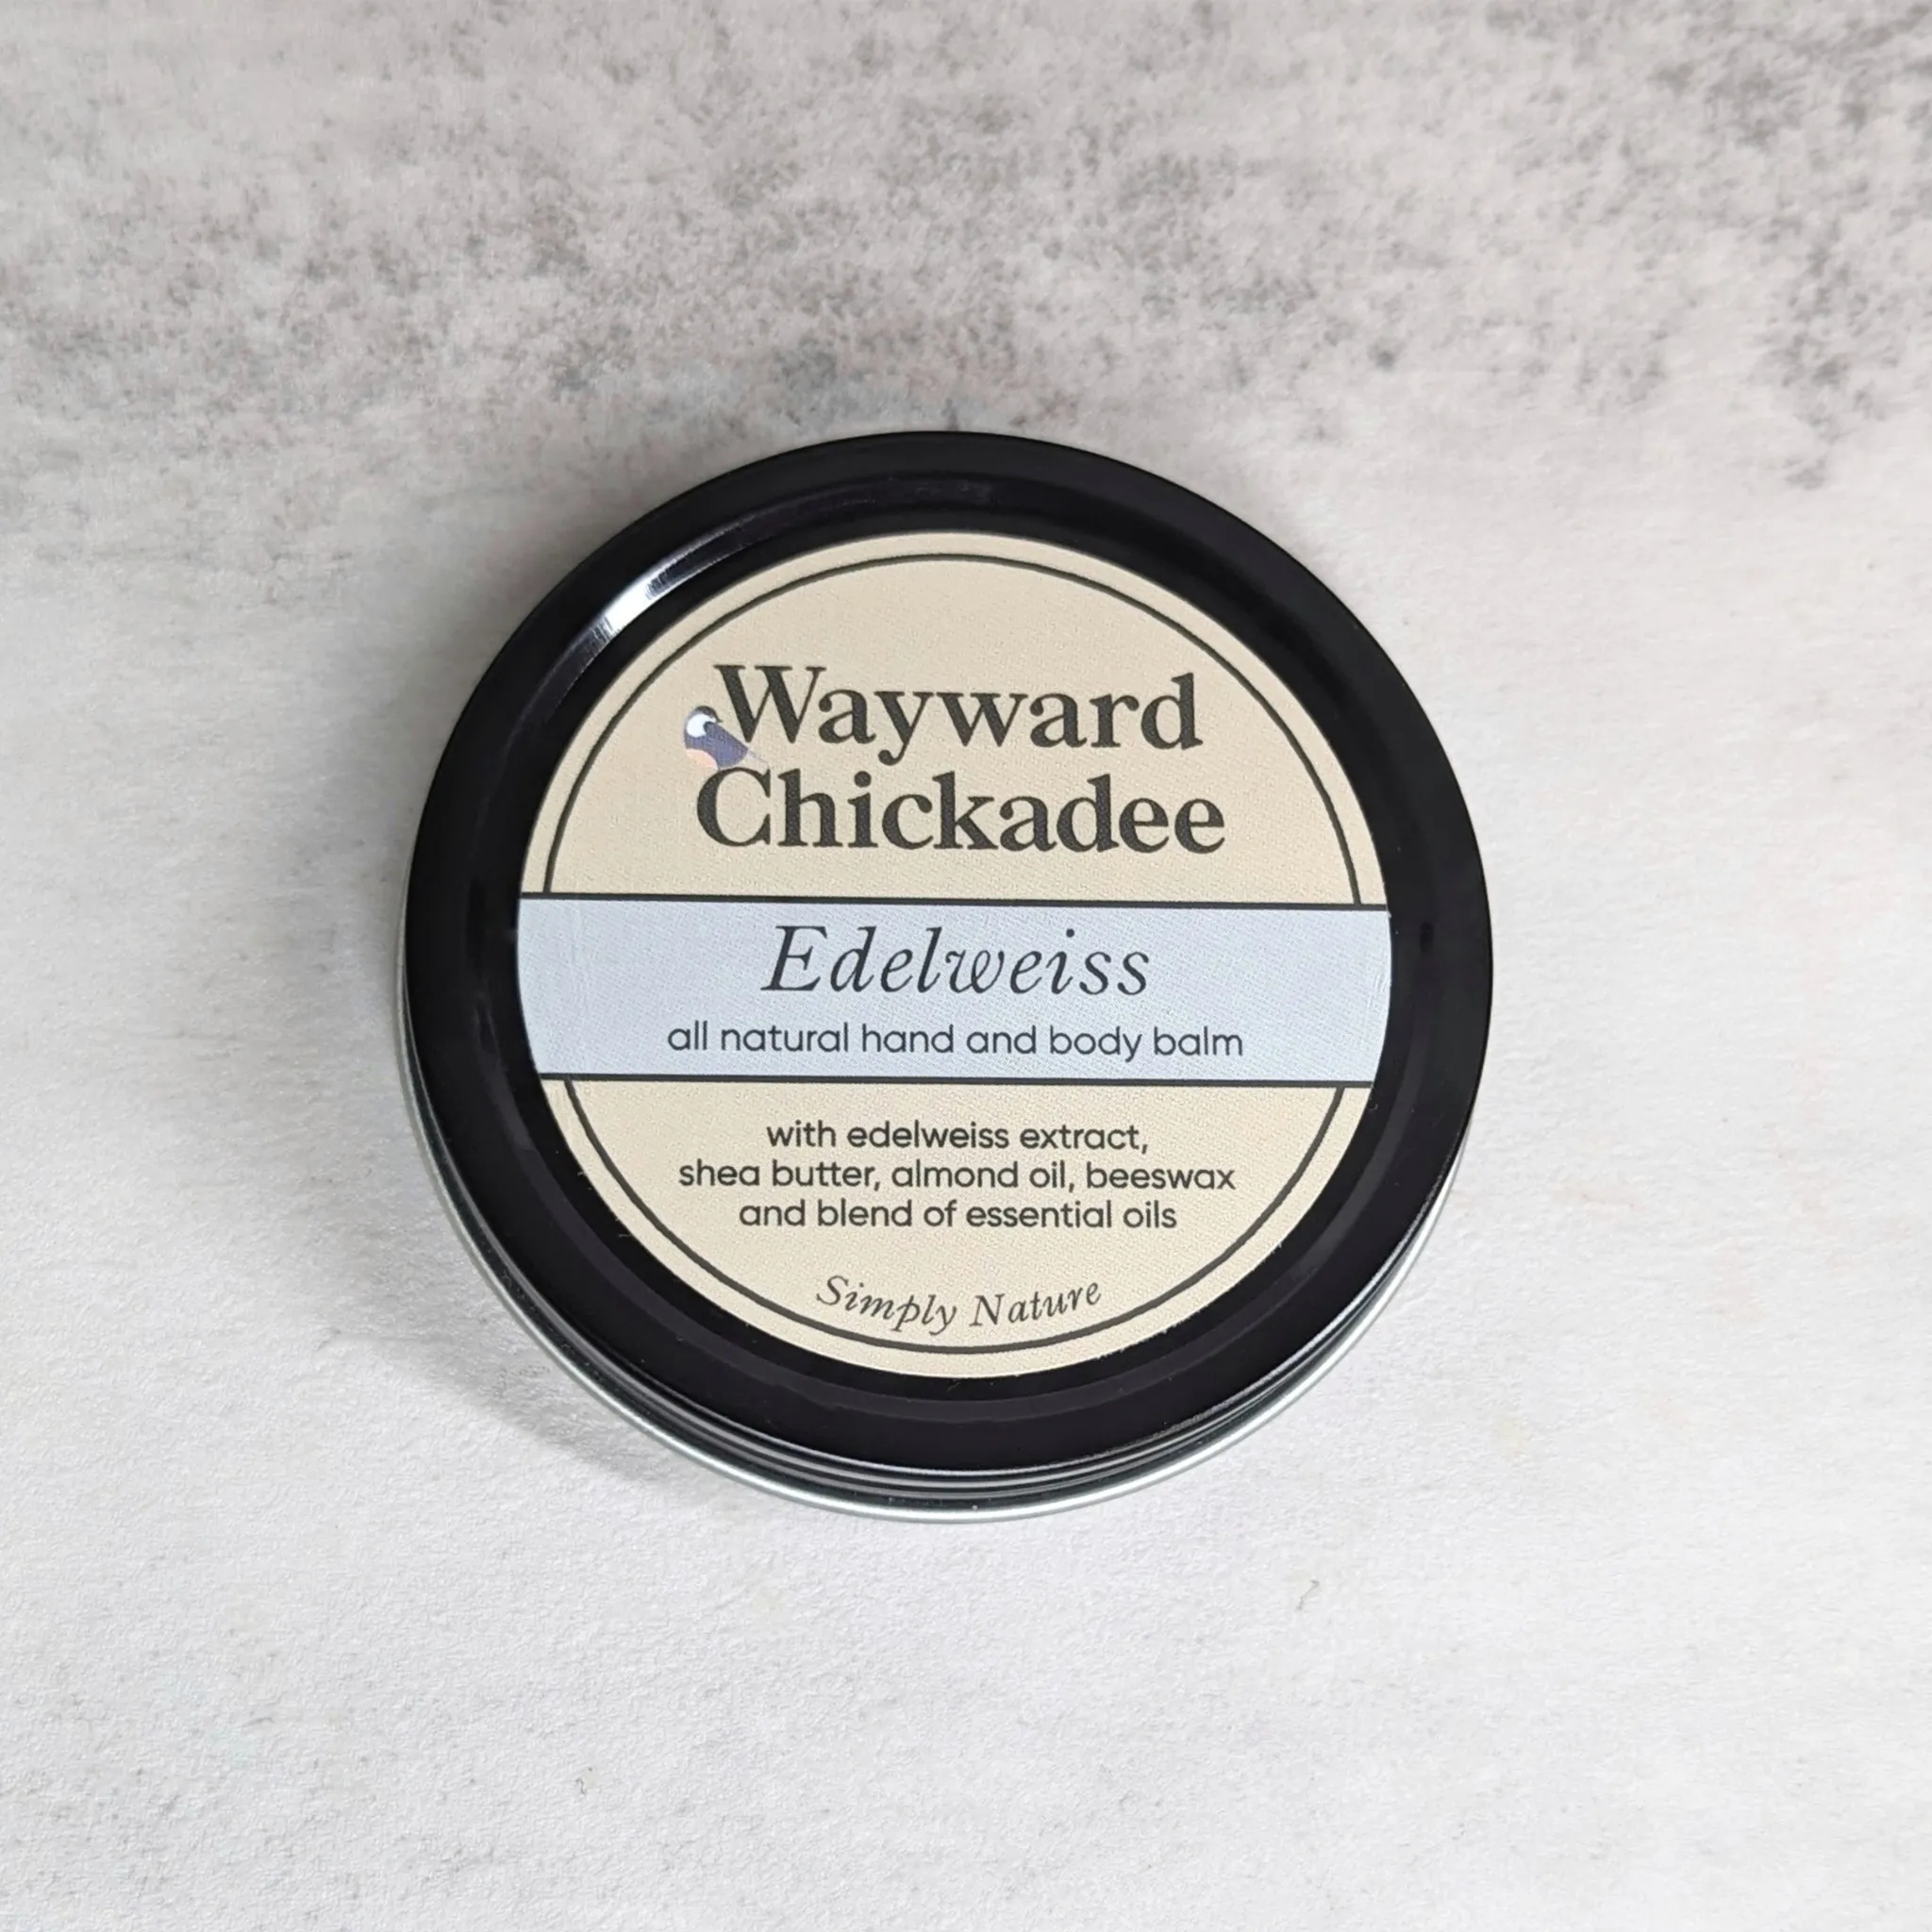 Wayward
Chickadee
Edelweiss
all natural hand and body balm
with edelweiss extract,
shea butter, almond oil, beeswax
and blend of essential oils
Simply Nature